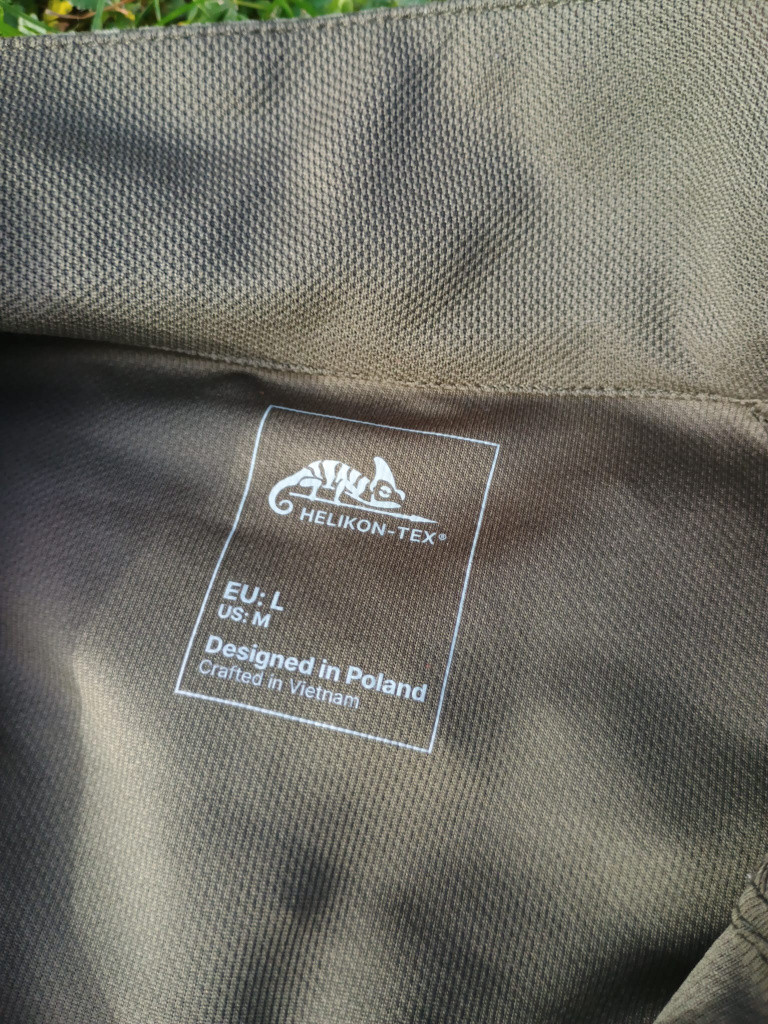 HELIKON-TEX®
EU: L
US: M
Designed in Poland
Crafted in Vietnam